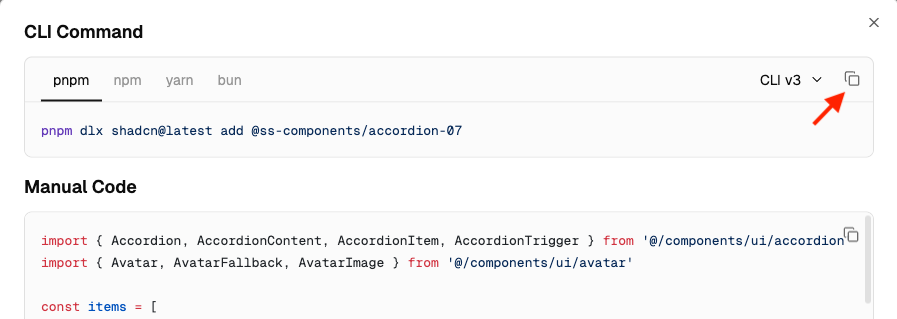 CLI Command
pnpm npm yarn bun CLI v3
pnpm dlx shadcn@latest add @ss-components/accordion-07
Manual Code
import { Accordion, AccordionContent, AccordionItem, AccordionTrigger } from '@/components/ui/accordion
import { Avatar, AvatarFallback, AvatarImage } from '@/components/ui/avatar'
const items = [